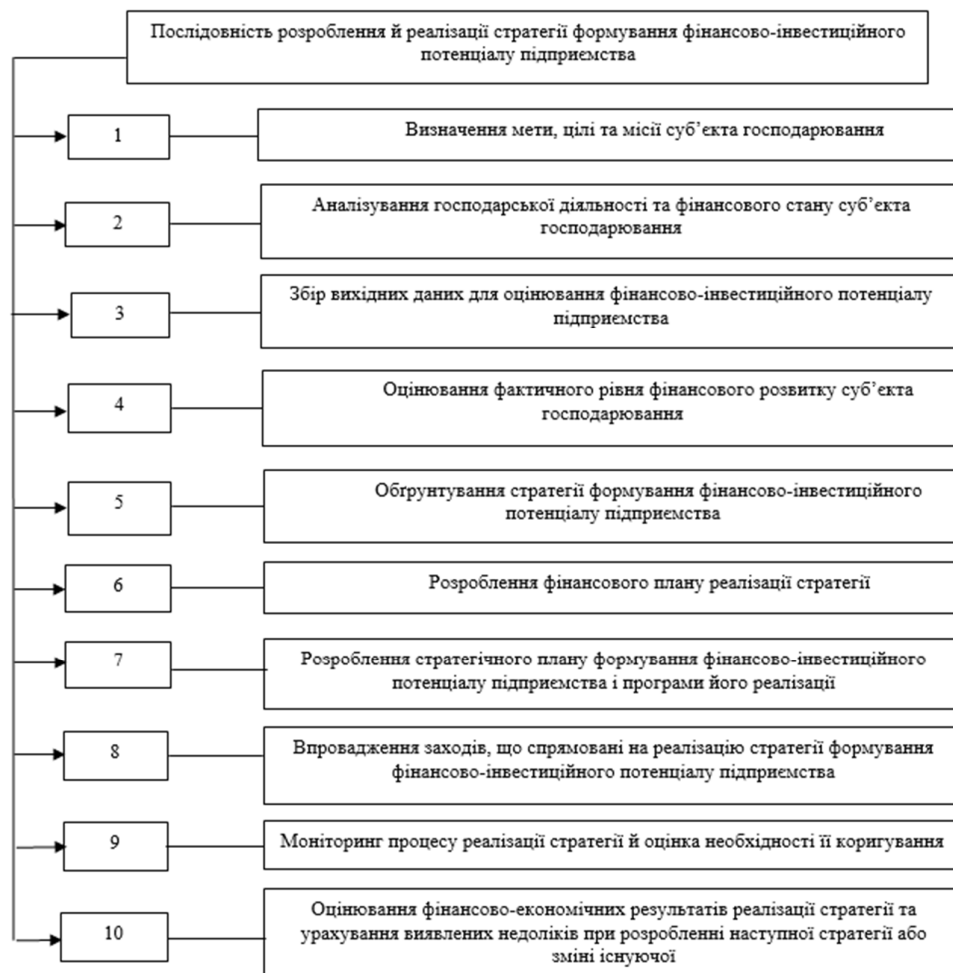 Послідовність розроблення й реалізації стратегії формування фінансово-інвестиційного
потенціалу підприємства
1
Визначення мети, цілі та місії суб’єкта господарювання
2
Аналізування господарської діяльності та фінансового стану суб’єкта
господарювання
3
Збір вихідних даних для оцінювання фінансово-інвестиційного потенціалу
підприємства
4
Оцінювання фактичного рівня фінансового розвитку суб’єкта
господарювання
5
Обґрунтування стратегії формування фінансово-інвестиційного
потенціалу підприємства
6
Розроблення фінансового плану реалізації стратегії
7
Розроблення стратегічного плану формування фінансово-інвестиційного
потенціалу підприємства і програми його реалізації
8
Впровадження заходів, що спрямовані на реалізацію стратегії формування
фінансово-інвестиційного потенціалу підприємства
9
Моніторинг процесу реалізації стратегії й оцінка необхідності її коригування
10
Оцінювання фінансово-економічних результатів реалізації стратегії та
урахування виявлених недоліків при розробленні наступної стратегії або
зміні існуючої